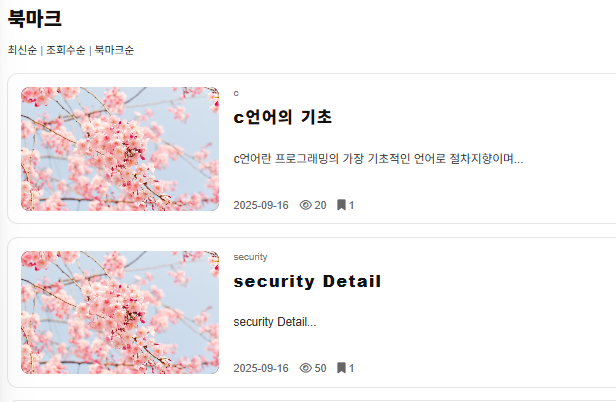 북마크
최신순 | 조회수순 | 북마크순
c
c언어의 기초
c언어란 프로그래밍의 가장 기초적인 언어로 절차지향이며...
2025-09-16 20 1
security
security Detail
security Detail...
2025-09-16 50 1